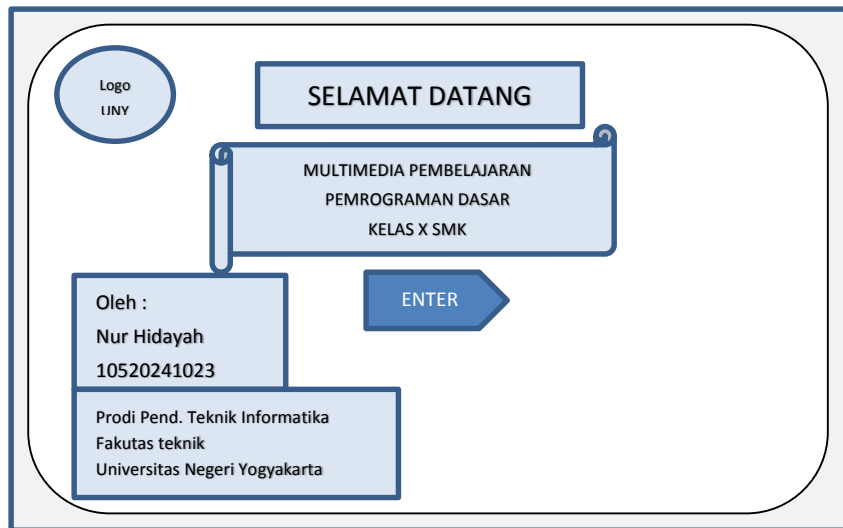 Logo
UNY
SELAMAT DATANG
MULTIMEDIA PEMBELAJARAN
PEMROGRAMAN DASAR
KELAS X SMK
ENTER
Oleh :
Nur Hidayah
10520241023
Prodi Pend. Teknik Informatika
Fakutas teknik
Universitas Negeri Yogyakarta